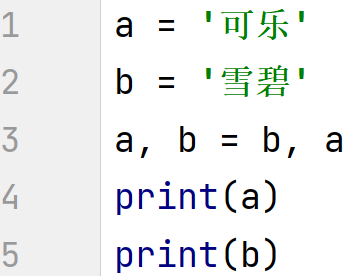 1 a = '可乐'
2 b = '雪碧'
3 a, b = b, a
4 print(a)
5 print(b)